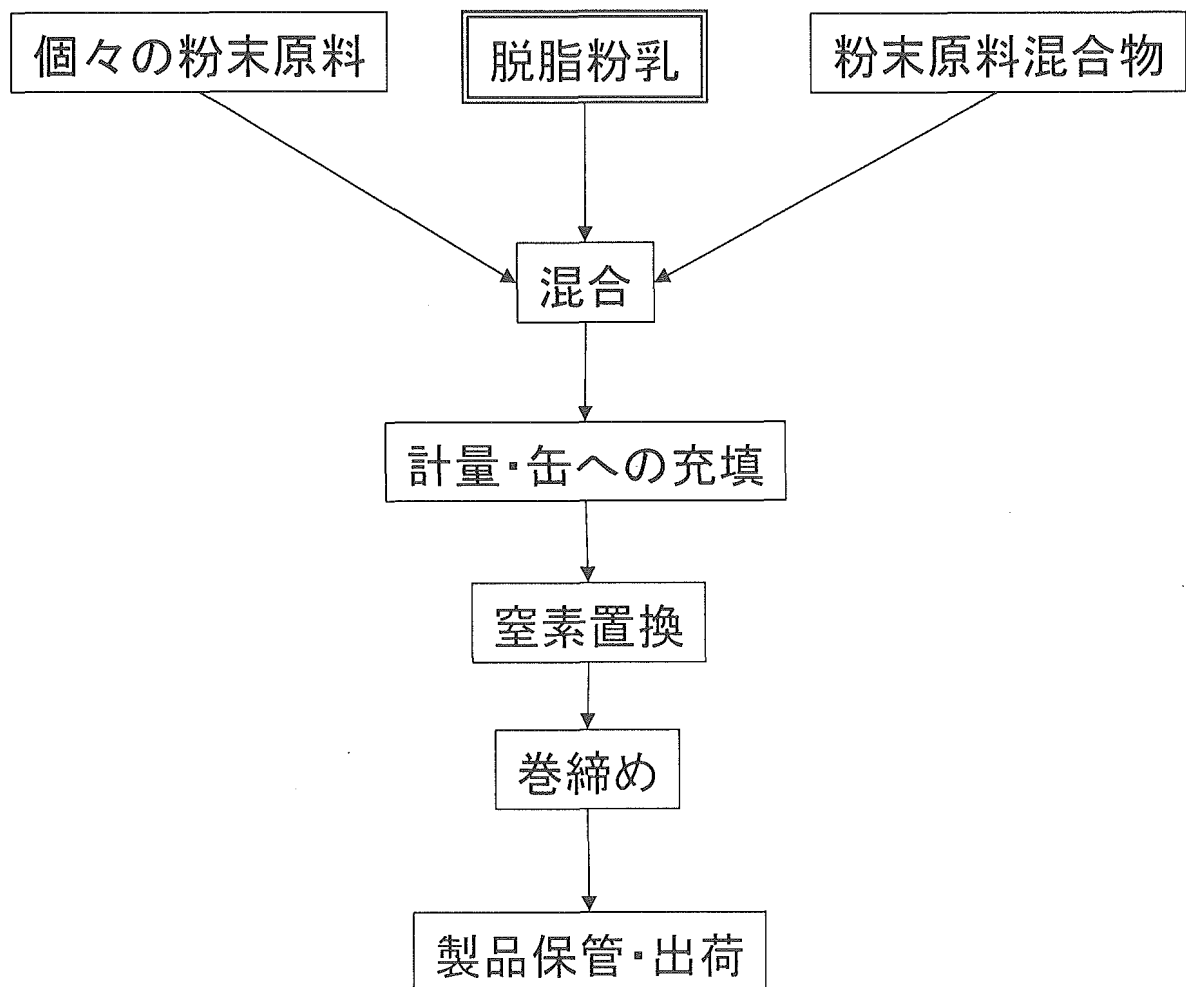 個々の粉末原料
脱脂粉乳
粉末原料混合物
混合
計量・缶への充填
窒素置換
巻締め
製品保管・出荷